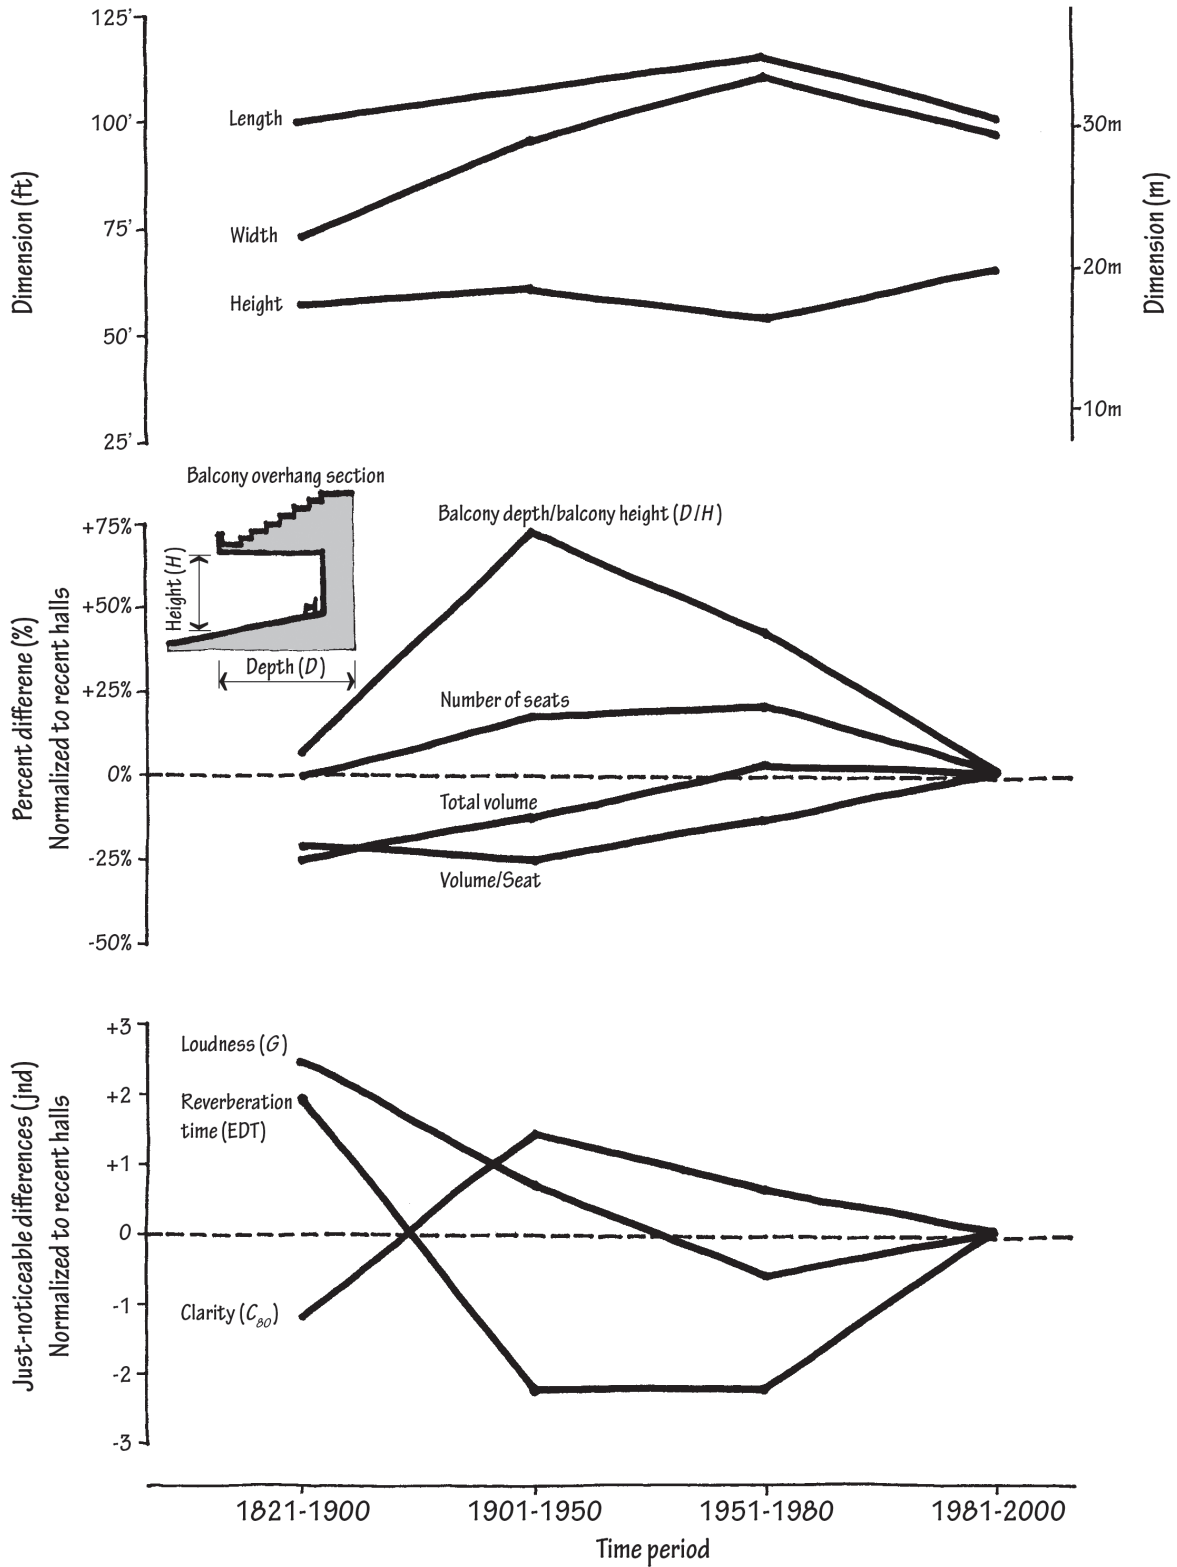 125'
100'
75'
50'
25'
Dimension (ft)
Length
Width
Height
30m
20m
10m
Dimension (m)
Balcony overhang section
Height (H)
Depth (D)
+75%
+50%
+25%
0%
-25%
-50%
Percent differene (%)
Normalized to recent halls
Balcony depth/balcony height (D/H)
Number of seats
Total volume
Volume/Seat
+3
+2
+1
0
-1
-2
-3
Just-noticeable differences (jnd)
Normalized to recent halls
Loudness (G)
Reverberation
time (EDT)
Clarity (C80)
1821-1900 1901-1950 1951-1980 1981-2000
Time period